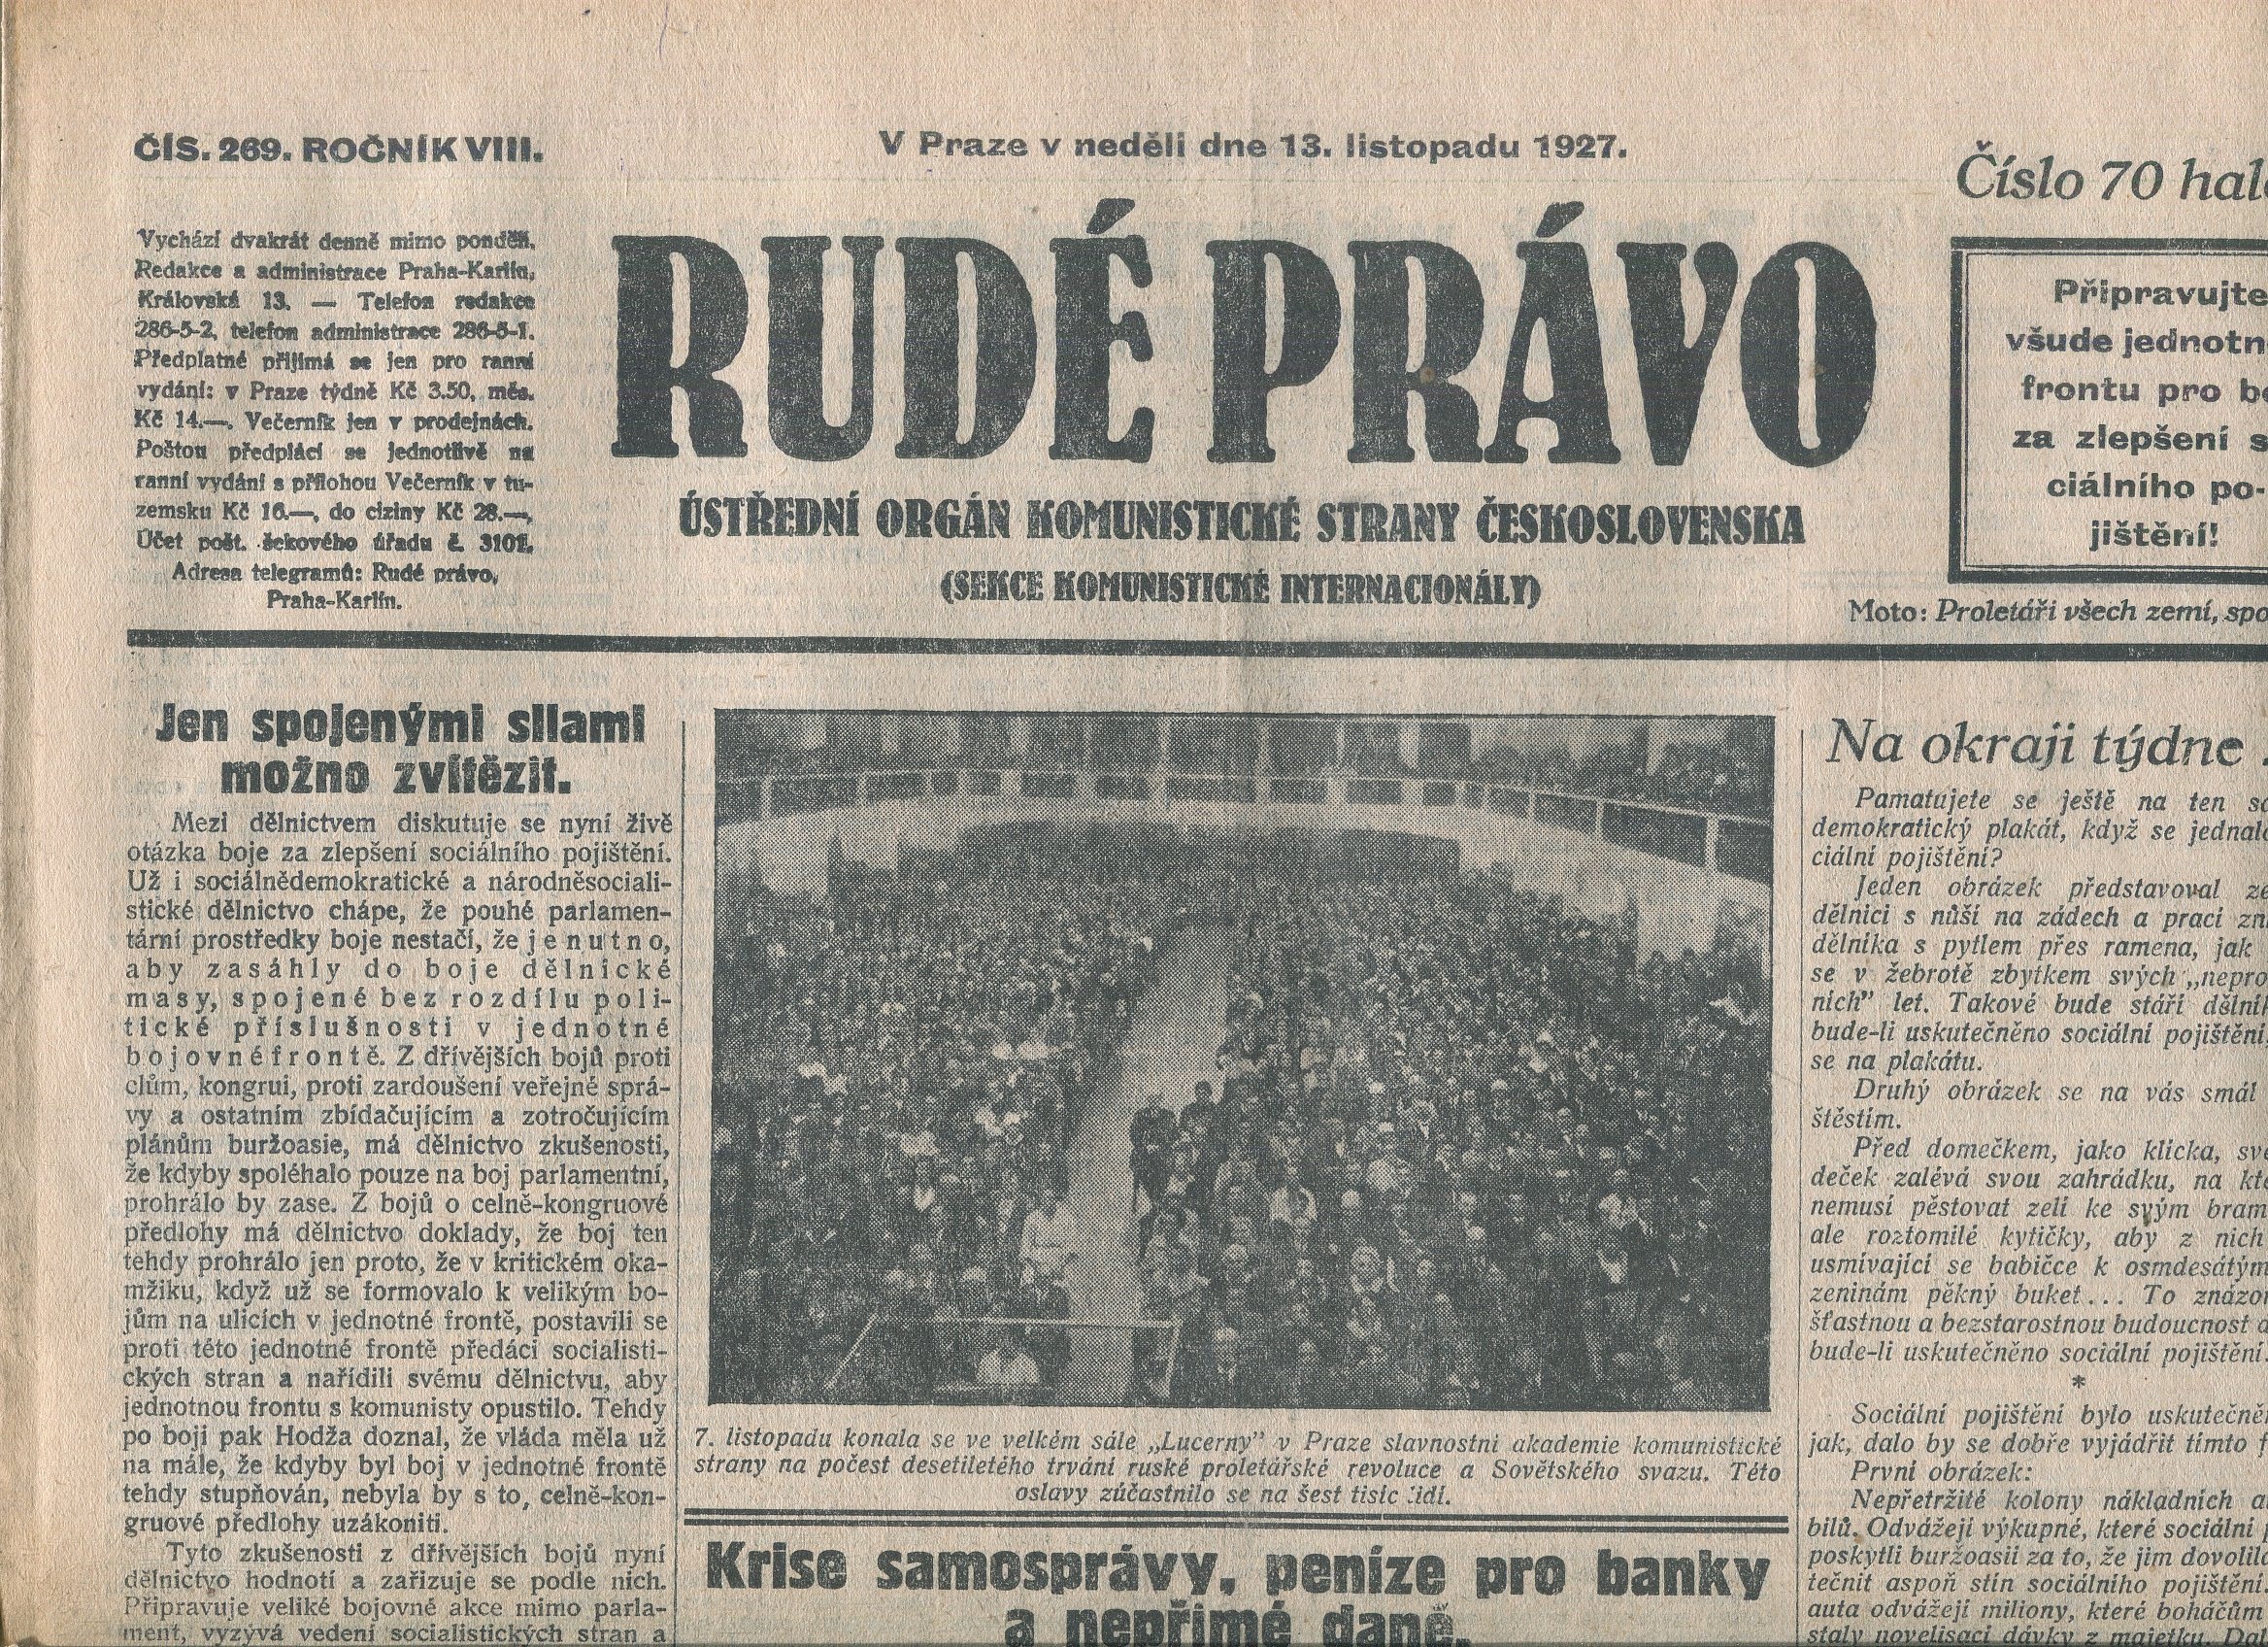 ČÍS. 269. ROČNÍK VIII.
V Praze v neděli dne 13. listopadu 1927.
Číslo 70 hal
Vychází dvakrát denně mimo ponděli.
Redakce a administrace Praha-Karlín,
Královská 13. — Telefon redakce
286-5-2, telefon administrace 286-5-1.
Předplatné přijímá se jen pro ranní
vydání: v Praze týdně Kč 3.50, měs.
Kč 14.—. Večerník jen v prodejnách.
Poštou předplácí se jednotlivě na
ranní vydání s přílohou Večerník v tu-
zemsku Kč 16.—, do ciziny Kč 28.—,
Účet pošt. šekového úřadu č. 3101.
Adresa telegramů: Rudé právo,
Praha-Karlín.
RUDÉ PRÁVO
ÚSTŘEDNÍ ORGÁN KOMUNISTICKÉ STRANY ČESKOSLOVENSKA
(SEKCE KOMUNISTICKÉ INTERNACIONÁLY)
Připravujte
všude jednotn
frontu pro bo
za zlepšení s
ciálního po-
jištění!
Moto: Proletáři všech zemí, spo
Jen spojenými silami
možno zvítězit.
Mezi dělnictvem diskutuje se nyní živě
otázka boje za zlepšení sociálního pojištění.
Už i sociálnědemokratické a národněsociali-
stické dělnictvo chápe, že pouhé parlamen-
tární prostředky boje nestačí, že je nutno,
aby zasáhly do boje dělnické
masy, spojené bez rozdílu poli-
tické příslušnosti v jednotné
bojovné frontě. Z dřívějších bojů proti
clům, kongrui, proti zardoušení veřejné sprá-
vy a ostatním zbídačujícím a zotročujícím
plánům buržoasie, má dělnictvo zkušenosti,
že kdyby spoléhalo pouze na boj parlamentní,
prohrálo by zase. Z bojů o celně-kongruové
předlohy má dělnictvo doklady, že boj ten
tehdy prohrálo jen proto, že v kritickém oka-
mžiku, když už se formovalo k velikým bo-
jům na ulicích v jednotné frontě, postavili se
proti této jednotné frontě předáci socialisti-
ckých stran a nařídili svému dělnictvu, aby
jednotnou frontu s komunisty opustilo. Tehdy
po boji pak Hodža doznal, že vláda měla už
na mále, že kdyby byl boj v jednotné frontě
tehdy stupňován, nebyla by s to, celně-kon-
gruové předlohy uzákoniti.
Tyto zkušenosti z dřívějších bojů nyní
dělnictvo hodnotí a zařizuje se podle nich.
Připravuje veliké bojovné akce mimo parla-
ment, vyzývá vedení socialistických stran a
7. listopadu konala se ve velkém sále „Lucerny” v Praze slavnostní akademie komunistické
strany na počest desetiletého trvání ruské proletářské revoluce a Sovětského svazu. Této
oslavy zúčastnilo se na šest tisíc lidí.
Krise samosprávy, peníze pro banky
a nepřímé daně.
Na okraji týdne .
Pamatujete se ještě na ten so
demokratický plakát, když se jednalo
ciální pojištění?
Jeden obrázek představoval ze
dělnici s nůší na zádech a prací zni
dělníka s pytlem přes ramena, jak
se v žebrotě zbytkem svých „nepro
ních” let. Takové bude stáří dělník
bude-li uskutečněno sociální pojištění,
se na plakátu.
Druhý obrázek se na vás smál
štěstím.
Před domečkem, jako klícka, sve
deček zalévá svou zahrádku, na kte
nemusí pěstovat zelí ke svým bram
ale roztomilé kytičky, aby z nich
usmívající se babičce k osmdesátým
zeninám pěkný buket... To znázor
šťastnou a bezstarostnou budoucnost d
bude-li uskutečněno sociální pojištění.
*
Sociální pojištění bylo uskutečně
jak, dalo by se dobře vyjádřit tímto f
První obrázek:
Nepřetržité kolony nákladních a
bilů. Odvážejí výkupné, které sociální
poskytli buržoasii za to, že jim dovolila
tečnit aspoň stín sociálního pojištění.
auta odvážejí miliony, které boháčům
staly novelisací dávky z majetku. Da